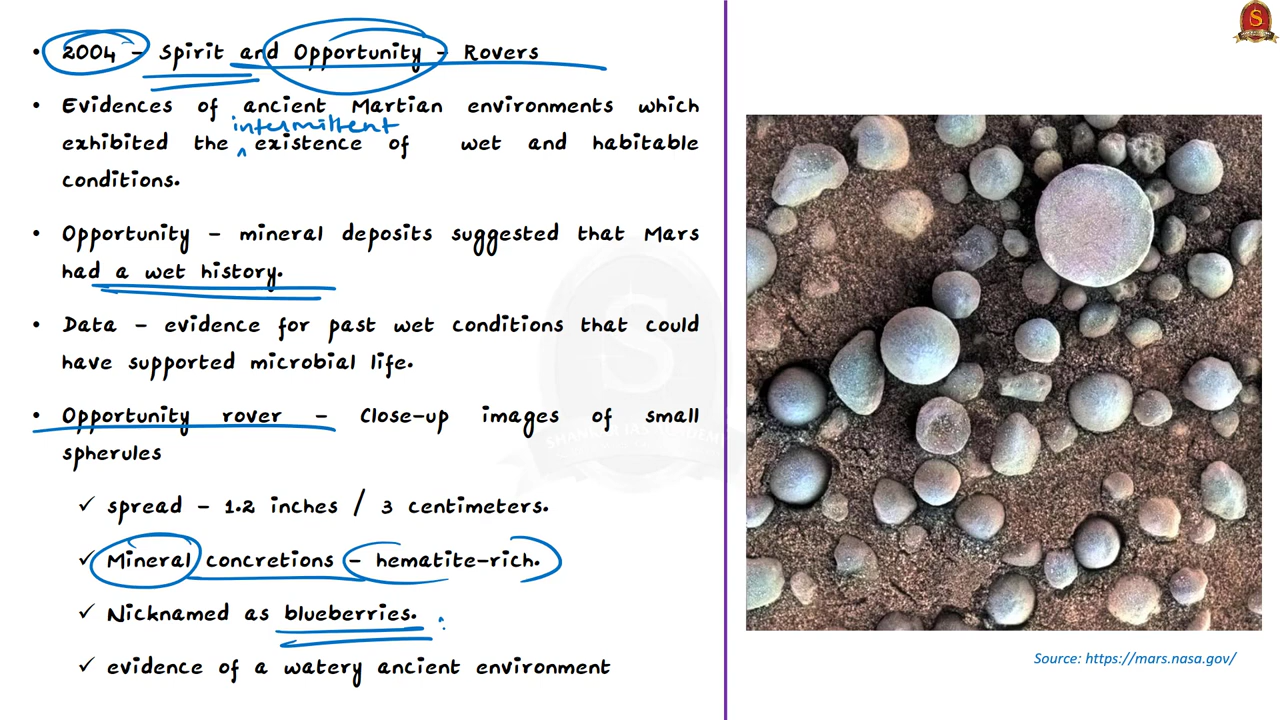 • 2004 - Spirit and Opportunity - Rovers
• Evidences of ancient Martian environments which
intermittent
exhibited the ^ existence of wet and habitable
conditions.
• Opportunity - mineral deposits suggested that Mars
had a wet history.
• Data - evidence for past wet conditions that could
have supported microbial life.
• Opportunity rover - Close-up images of small
spherules
✓ spread - 1.2 inches / 3 centimeters.
✓ Mineral concretions - hematite-rich.
✓ Nicknamed as blueberries.
✓ evidence of a watery ancient environment
SHANKAR IAS ACADEMY
Source: https://mars.nasa.gov/